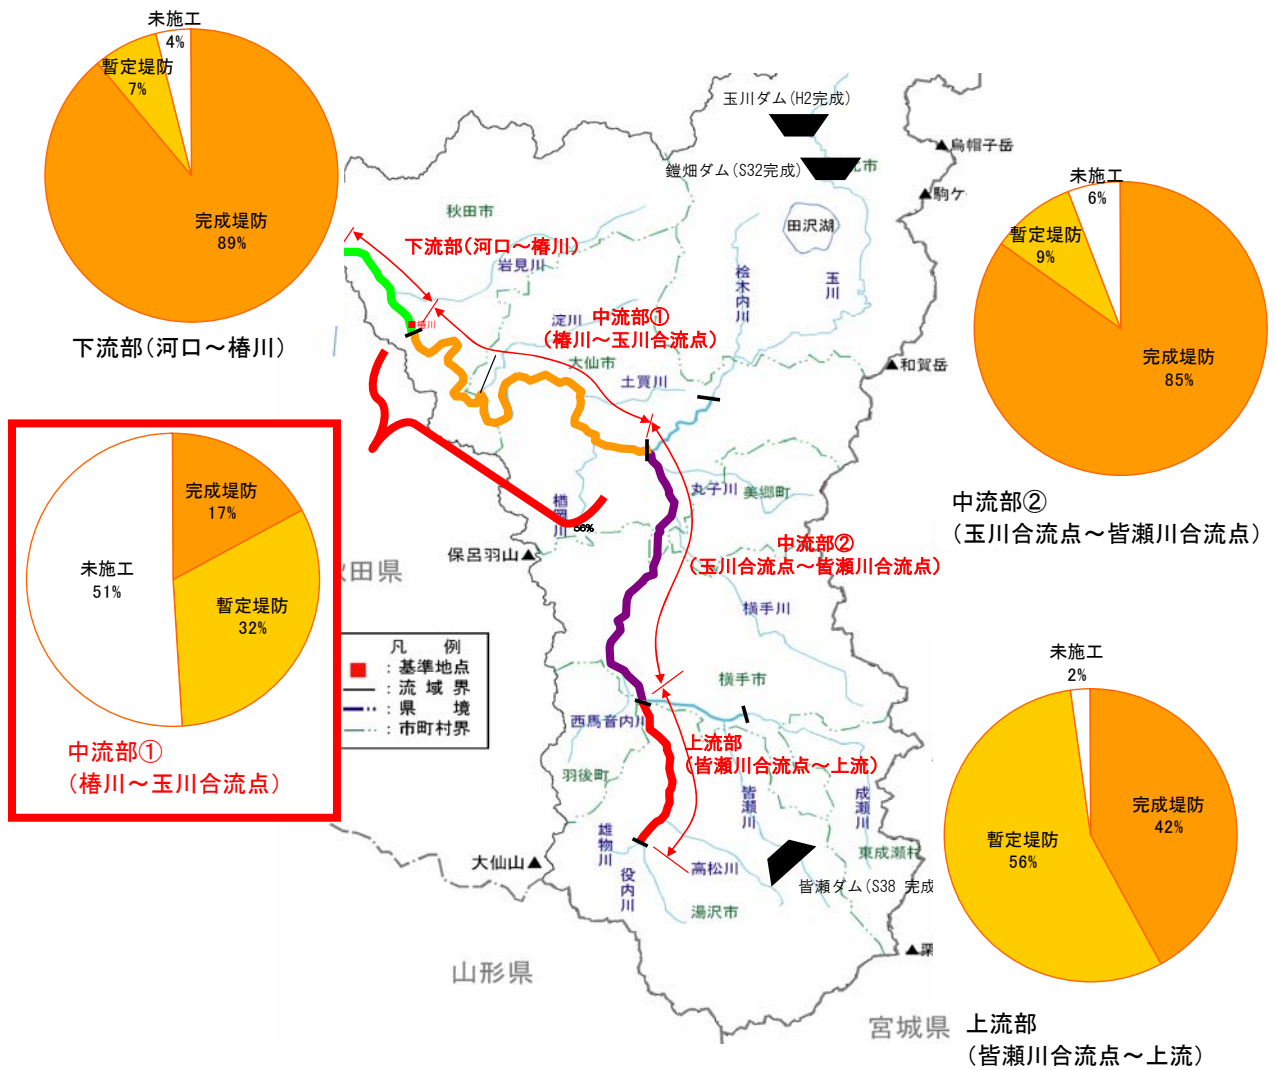 未施工
4%
暫定堤防
7%
完成堤防
89%
下流部(河口～椿川)
完成堤防
17%
未施工
51%
暫定堤防
32%
中流部①
(椿川～玉川合流点)
玉川ダム(H2完成)
鎧畑ダム(S32完成)
北市
烏帽子岳
駒ケ
秋田市
田沢湖
下流部(河口～椿川)
岩見川
桧木内川
玉川
椿川
淀川
中流部①
(椿川～玉川合流点)
大仙市
土買川
和賀岳
丸子川
美郷町
楢岡川
56%
保呂羽山
中流部②
(玉川合流点～皆瀬川合流点)
秋田県
横手川
凡 例
：基準地点
：流 域 界
：県 境
：市町村界
横手市
西馬音内川
上流部
(皆瀬川合流点～上流)
羽後町
皆瀬川
成瀬川
雄物川
役内川
大仙山
高松川
東成瀬村
皆瀬ダム(S38 完成
湯沢市
山形県
宮城県
未施工
6%
暫定堤防
9%
完成堤防
85%
中流部②
(玉川合流点～皆瀬川合流点)
未施工
2%
完成堤防
42%
暫定堤防
56%
上流部
(皆瀬川合流点～上流)